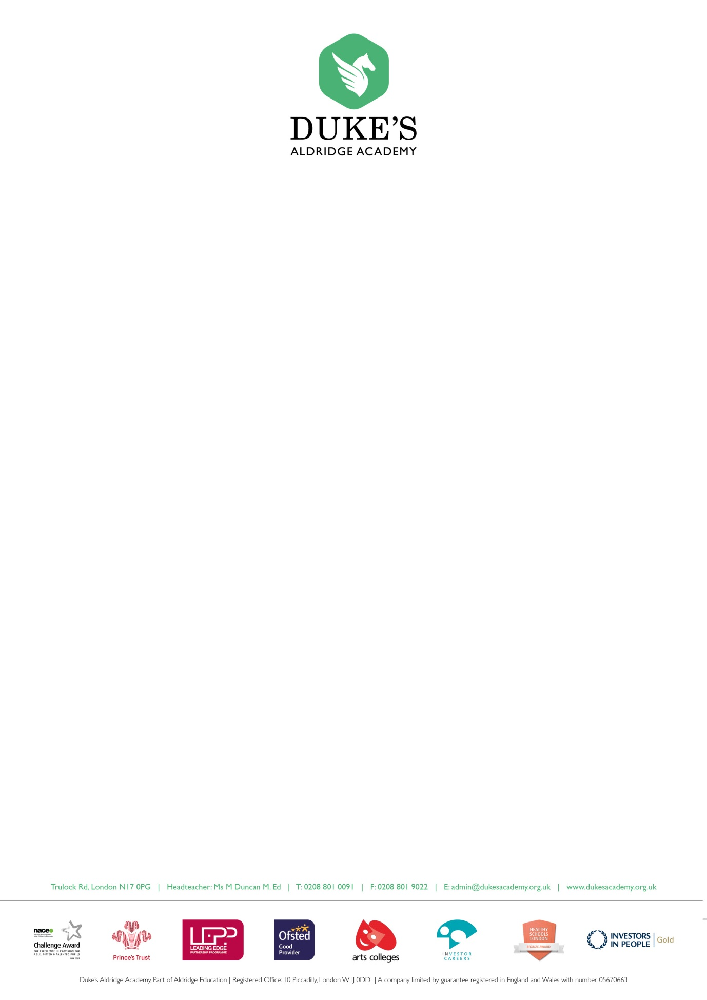 DUKE'S
ALDRIDGE ACADEMY
Trulock Rd, London N17 0PG | Headteacher: Ms M Duncan M. Ed | T: 0208 801 0091 | F: 0208 801 9022 | E: admin@dukesacademy.org.uk | www.dukesacademy.org.uk
nace
Challenge Award
FOR EXCELLENCE IN PROVISION FOR
ABLE, GIFTED & TALENTED PUPILS
JULY 2017
Prince's Trust
LEPP
LEADING EDGE
PARTNERSHIP PROGRAMME
Ofsted
Good
Provider
arts colleges
INVESTOR
CAREERS
HEALTHY
SCHOOLS
LONDON
BRONZE AWARD
INVESTORS
IN PEOPLE | Gold
Duke's Aldridge Academy, Part of Aldridge Education | Registered Office: 10 Piccadilly, London W1J 0DD | A company limited by guarantee registered in England and Wales with number 05670663